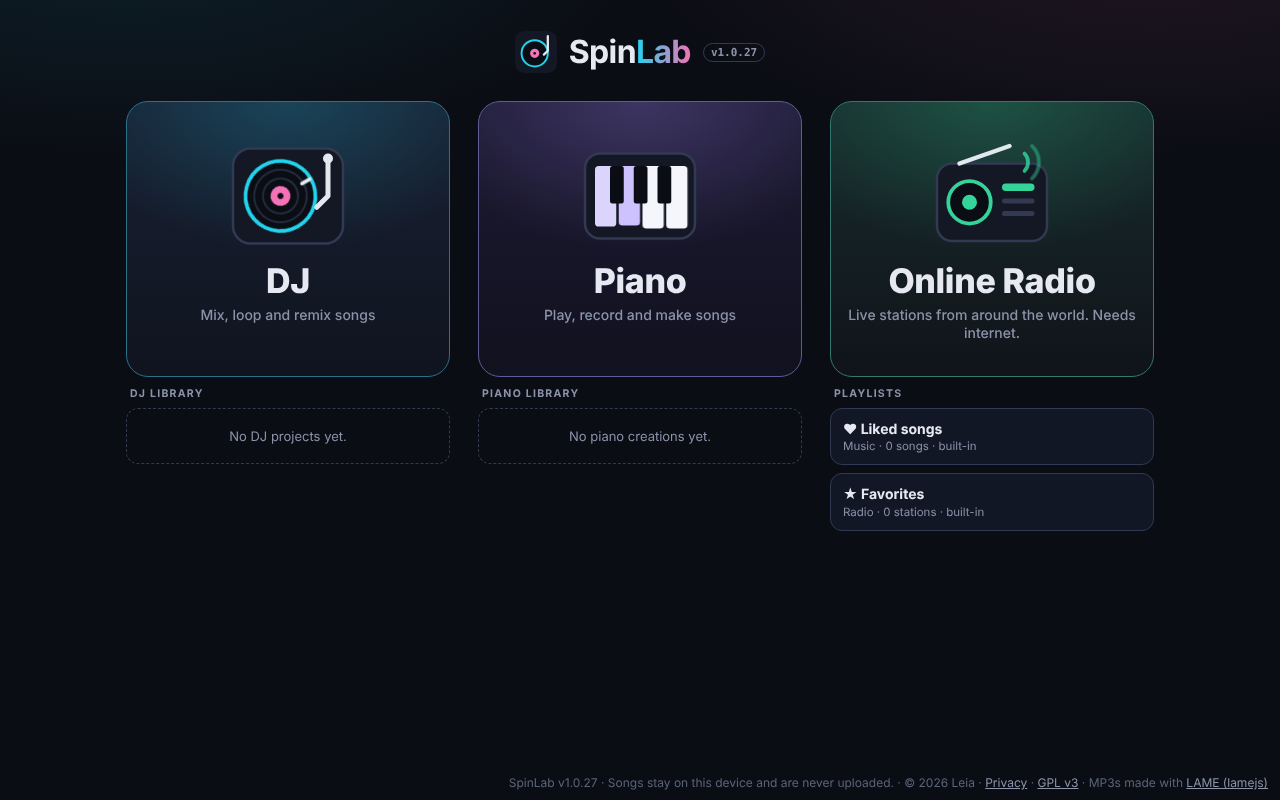 SpinLab v1.0.27
DJ
Mix, loop and remix songs
Piano
Play, record and make songs
Online Radio
Live stations from around the world. Needs
internet.
DJ LIBRARY
No DJ projects yet.
PIANO LIBRARY
No piano creations yet.
PLAYLISTS
♥ Liked songs
Music · 0 songs · built-in
★ Favorites
Radio · 0 stations · built-in
SpinLab v1.0.27 · Songs stay on this device and are never uploaded. · © 2026 Leia · Privacy · GPL v3 · MP3s made with LAME (lamejs)